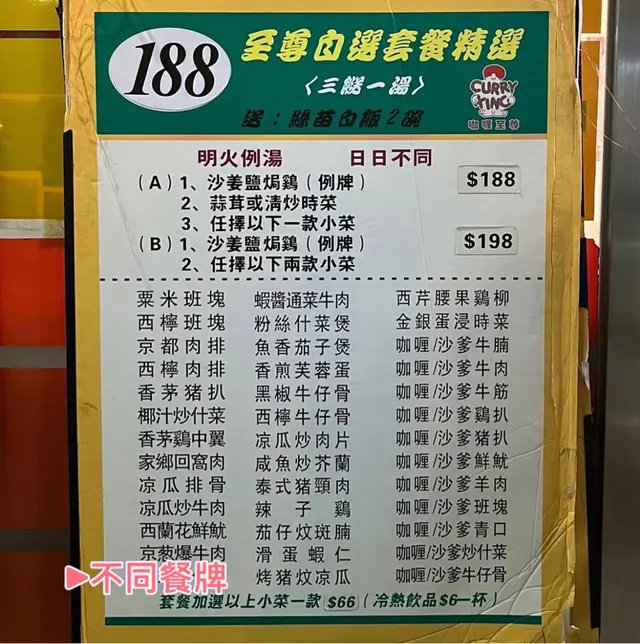 188
至尊自選套餐精選
〈三餸一湯〉
送：絲苗白飯2碗
CURRY KING
咖喱至尊
明火例湯 日日不同
(A) 1、沙姜鹽焗鷄(例牌) $188
2、蒜茸或清炒時菜
3、任擇以下一款小菜
(B) 1、沙姜鹽焗鷄(例牌) $198
2、任擇以下兩款小菜
粟米班塊 蝦醬通菜牛肉 西芹腰果鷄柳
西檸班塊 粉絲什菜煲 金銀蛋浸時菜
京都肉排 魚香茄子煲 咖喱/沙爹牛腩
西檸肉排 香煎芙蓉蛋 咖喱/沙爹牛肉
香茅猪扒 黑椒牛仔骨 咖喱/沙爹牛筋
椰汁炒什菜 西檸牛仔骨 咖喱/沙爹鷄扒
香茅鷄中翼 凉瓜炒肉片 咖喱/沙爹猪扒
家鄉回窩肉 咸魚炒芥蘭 咖喱/沙爹鮮魷
凉瓜排骨 泰式猪頸肉 咖喱/沙爹羊肉
凉瓜炒牛肉 辣子鷄 咖喱/沙爹班塊
西蘭花鮮魷 茄仔炆斑腩 咖喱/沙爹青口
京葱爆牛肉 滑蛋蝦仁 咖喱/沙爹炒什菜
烤猪炆凉瓜 咖喱/沙爹牛仔骨
▶不同餐牌
套餐加選以上小菜一款 $66 (冷熱飲品$6一杯)